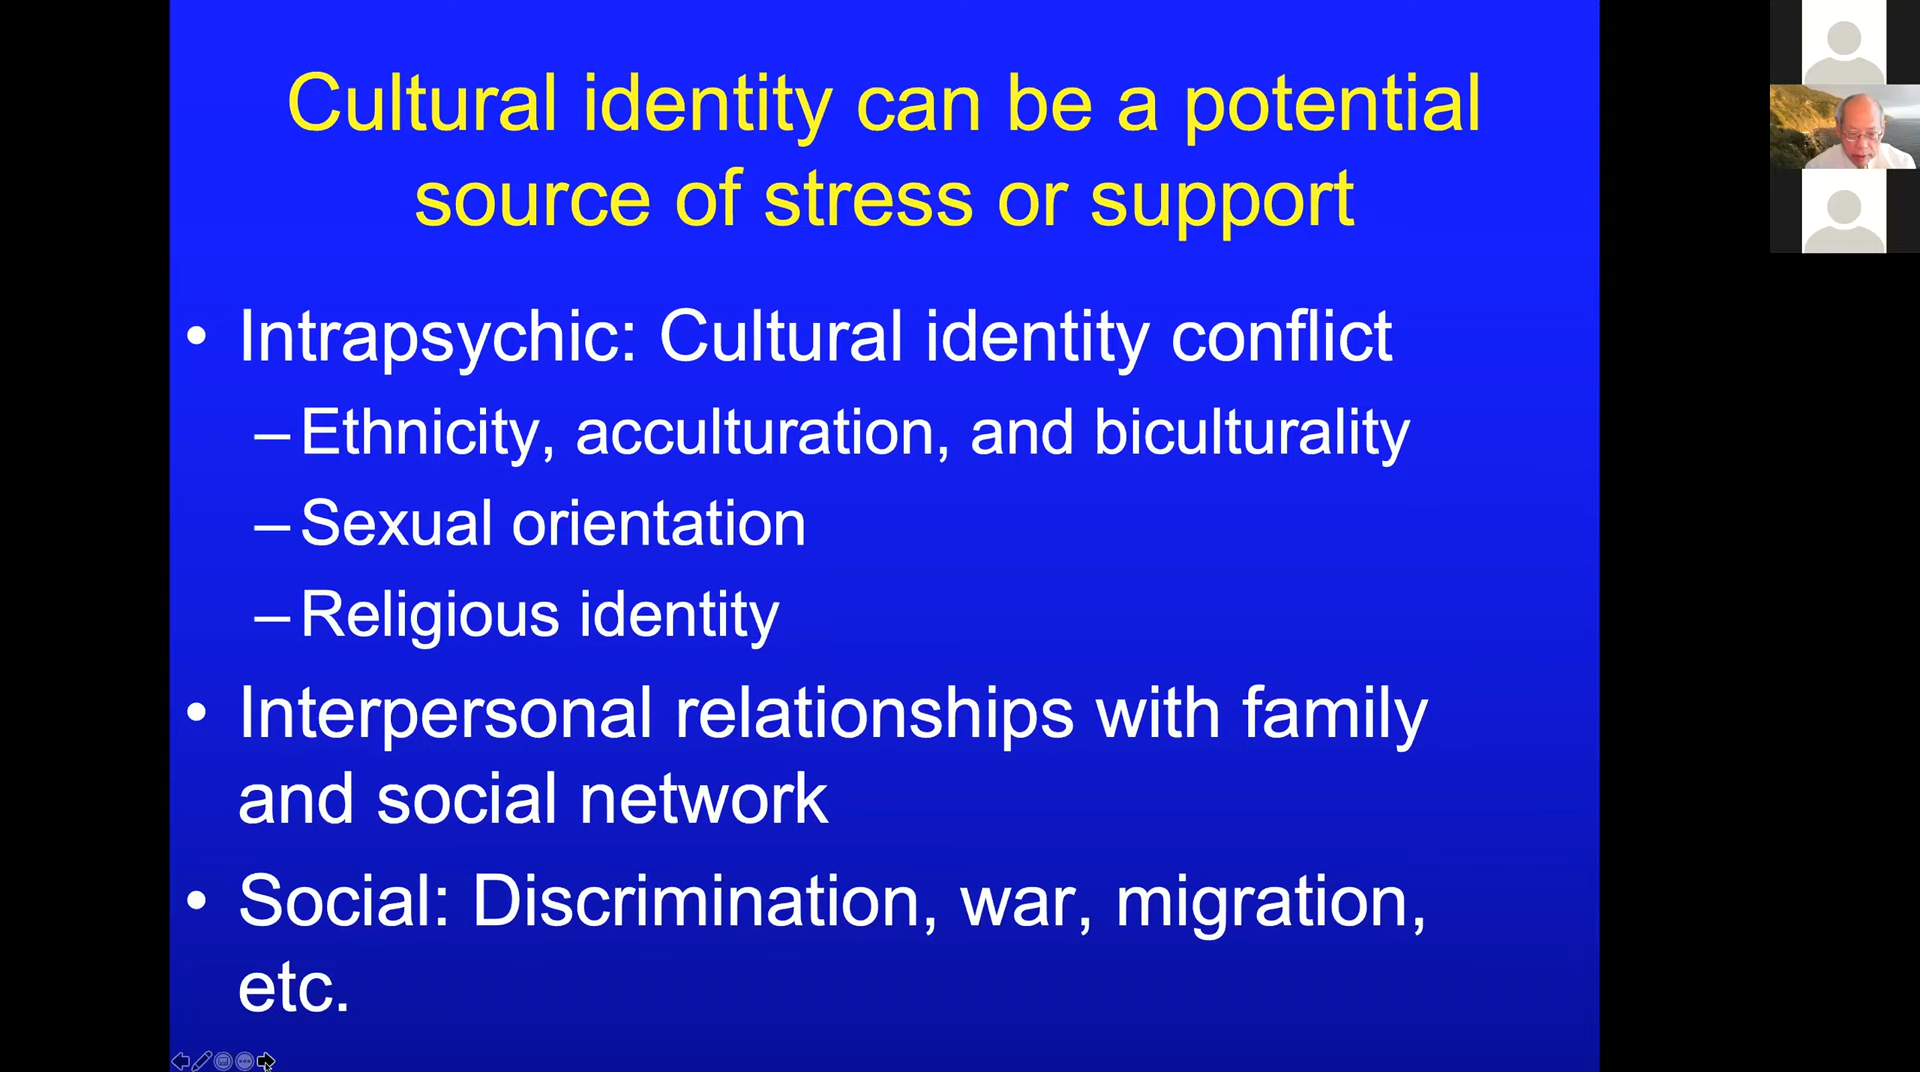 Cultural identity can be a potential
source of stress or support
• Intrapsychic: Cultural identity conflict
– Ethnicity, acculturation, and biculturality
– Sexual orientation
– Religious identity
• Interpersonal relationships with family
and social network
• Social: Discrimination, war, migration,
etc.